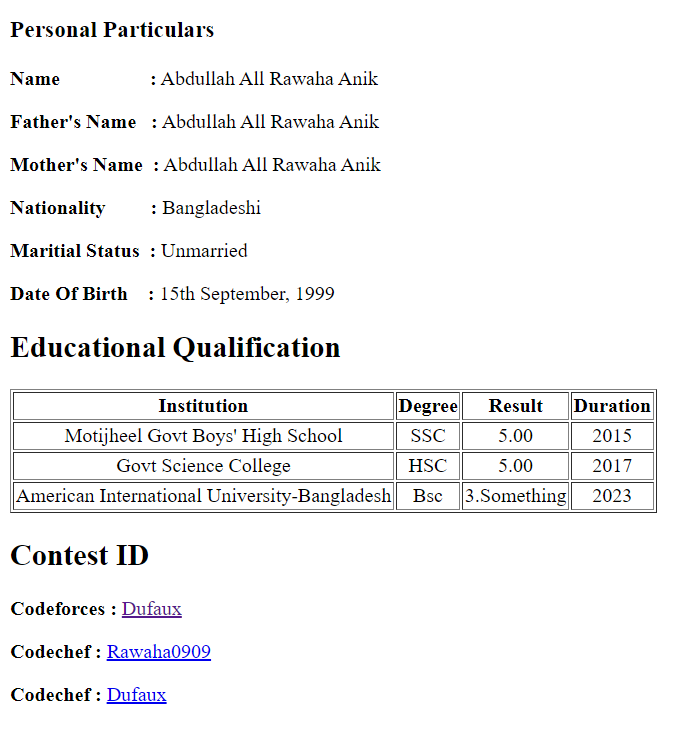 Personal Particulars
Name : Abdullah All Rawaha Anik
Father's Name : Abdullah All Rawaha Anik
Mother's Name : Abdullah All Rawaha Anik
Nationality : Bangladeshi
Maritial Status : Unmarried
Date Of Birth : 15th September, 1999
Educational Qualification
Institution Degree Result Duration
Motijheel Govt Boys' High School SSC 5.00 2015
Govt Science College HSC 5.00 2017
American International University-Bangladesh Bsc 3.Something 2023
Contest ID
Codeforces : Dufaux
Codechef : Rawaha0909
Codechef : Dufaux